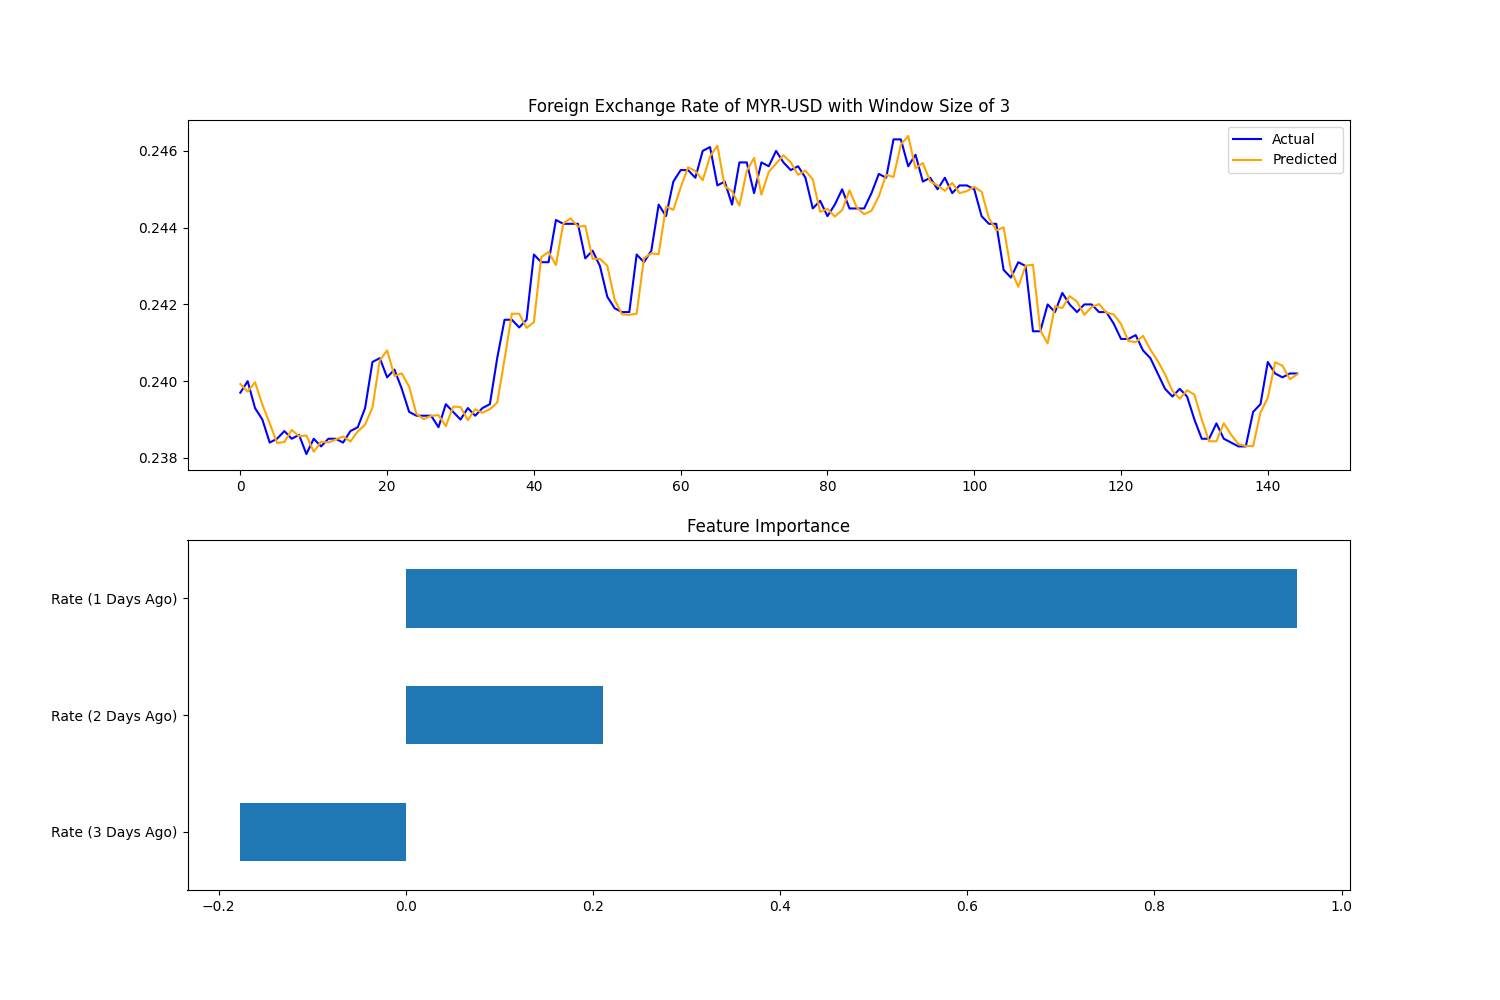 Foreign Exchange Rate of MYR-USD with Window Size of 3
Actual
Predicted
0.246
0.244
0.242
0.240
0.238
0 20 40 60 80 100 120 140
Feature Importance
Rate (1 Days Ago)
Rate (2 Days Ago)
Rate (3 Days Ago)
−0.2 0.0 0.2 0.4 0.6 0.8 1.0